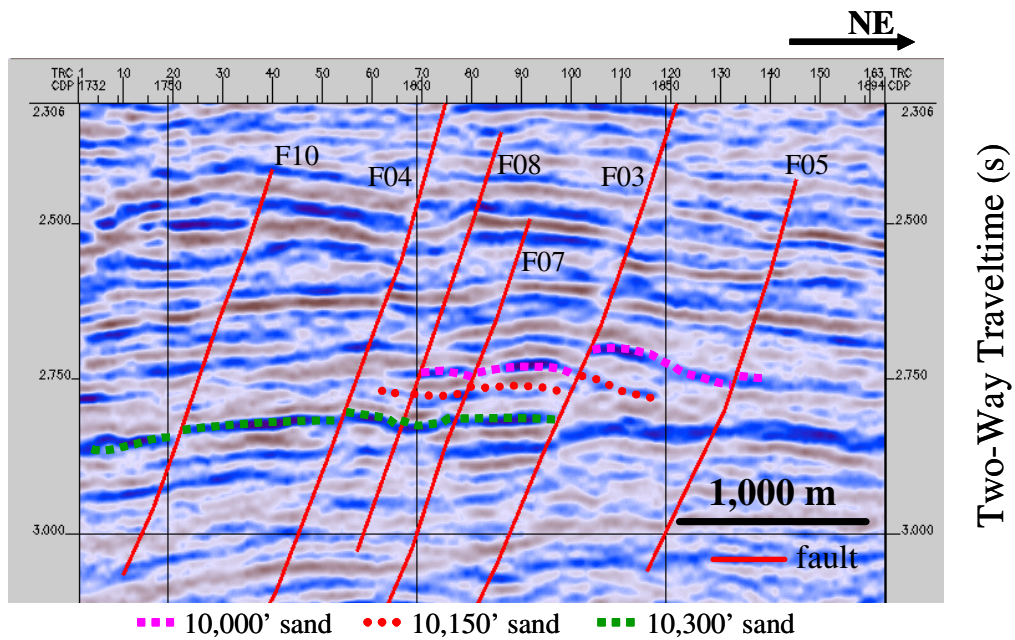 NE
TRC 1 10 20 30 40 50 60 70 80 90 100 110 120 130 140 150 163 TRC
CDP 1732 1750 1800 1850 1894 CDP
2.306 2.306
F10 F04 F08 F03 F05
2.500 2.500
F07
2.750 2.750
1,000 m
3.000 3.000
fault
10,000' sand 10,150' sand 10,300' sand
Two-Way Traveltime (s)